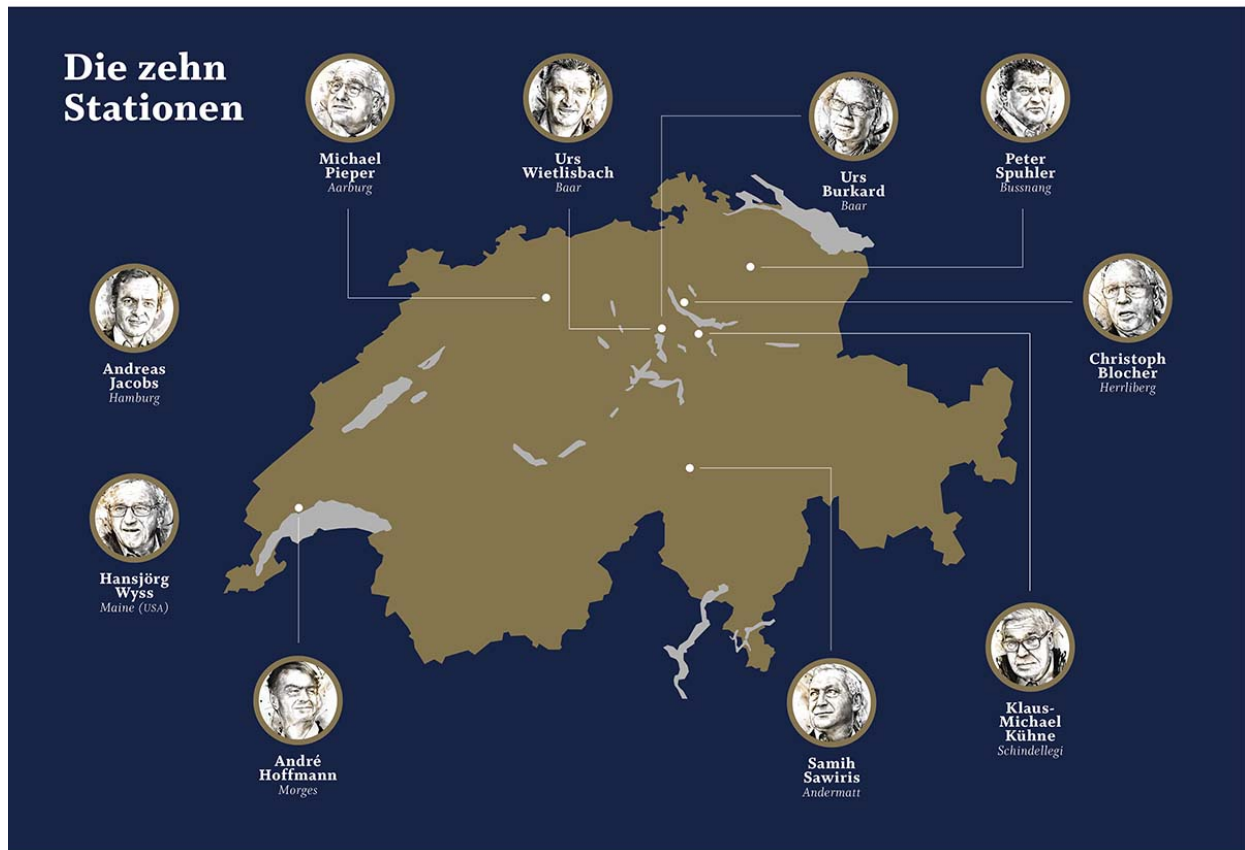 Die zehn
Stationen
Michael
Pieper
Aarburg
Urs
Wietlisbach
Baar
Urs
Burkard
Baar
Peter
Spuhler
Bussnang
Andreas
Jacobs
Hamburg
Christoph
Blocher
Herrliberg
Hansjörg
Wyss
Maine (USA)
André
Hoffmann
Morges
Samih
Sawiris
Andermatt
Klaus-
Michael
Kühne
Schindellegi